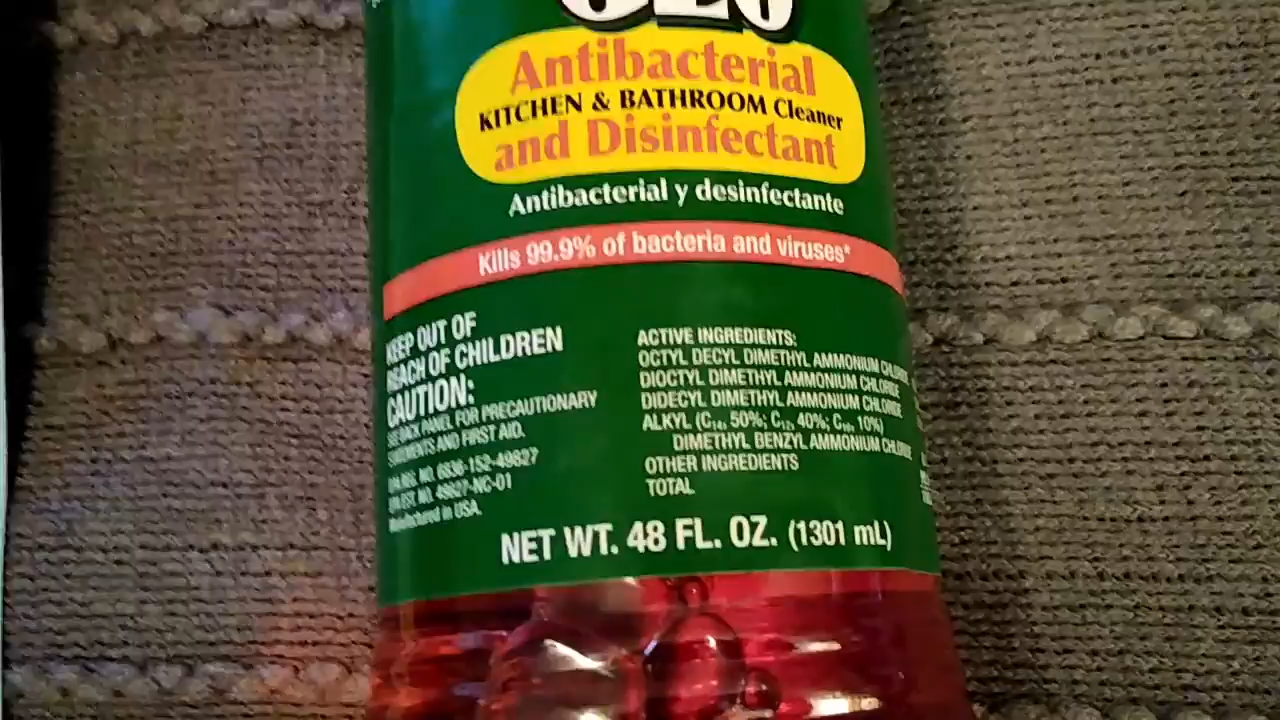 Antibacterial
KITCHEN & BATHROOM Cleaner
and Disinfectant
Antibacterial y desinfectante
Kills 99.9% of bacteria and viruses*
KEEP OUT OF
REACH OF CHILDREN
CAUTION:
SEE BACK PANEL FOR PRECAUTIONARY
STATEMENTS AND FIRST AID.
EPA REG. NO. 6836-152-49827
EPA EST. NO. 49827-NC-01
Manufactured in USA.
ACTIVE INGREDIENTS:
OCTYL DECYL DIMETHYL AMMONIUM CHLORIDE
DIOCTYL DIMETHYL AMMONIUM CHLORIDE
DIDECYL DIMETHYL AMMONIUM CHLORIDE
ALKYL (C₁₄, 50%; C₁₂, 40%; C₁₆, 10%)
DIMETHYL BENZYL AMMONIUM CHLORIDE
OTHER INGREDIENTS
TOTAL
NET WT. 48 FL. OZ. (1301 mL)